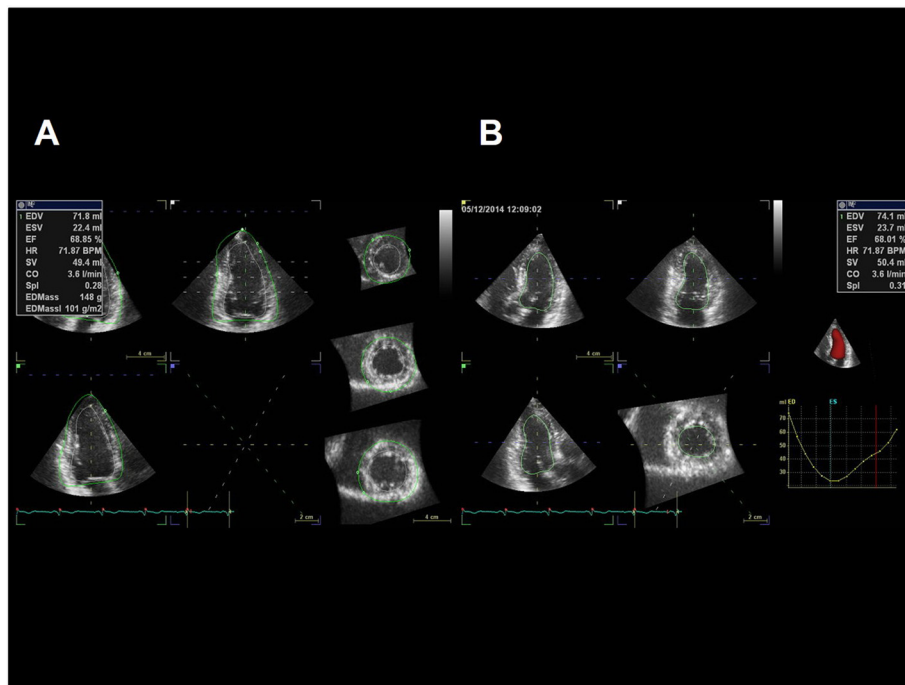 A
B
EF
1 EDV 71.8 ml
ESV 22.4 ml
EF 68.85 %
HR 71.87 BPM
SV 49.4 ml
CO 3.6 l/min
Spl 0.28
EDMass 148 g
EDMassI 101 g/m2
4 cm
2 cm
4 cm
05/12/2014 12:09:02
4 cm
2 cm
1 EDV 74.1 ml
ESV 23.7 ml
EF 68.01 %
HR 71.87 BPM
SV 50.4 ml
CO 3.6 l/min
Spl 0.31
ml ED ES
70
60
50
40
30